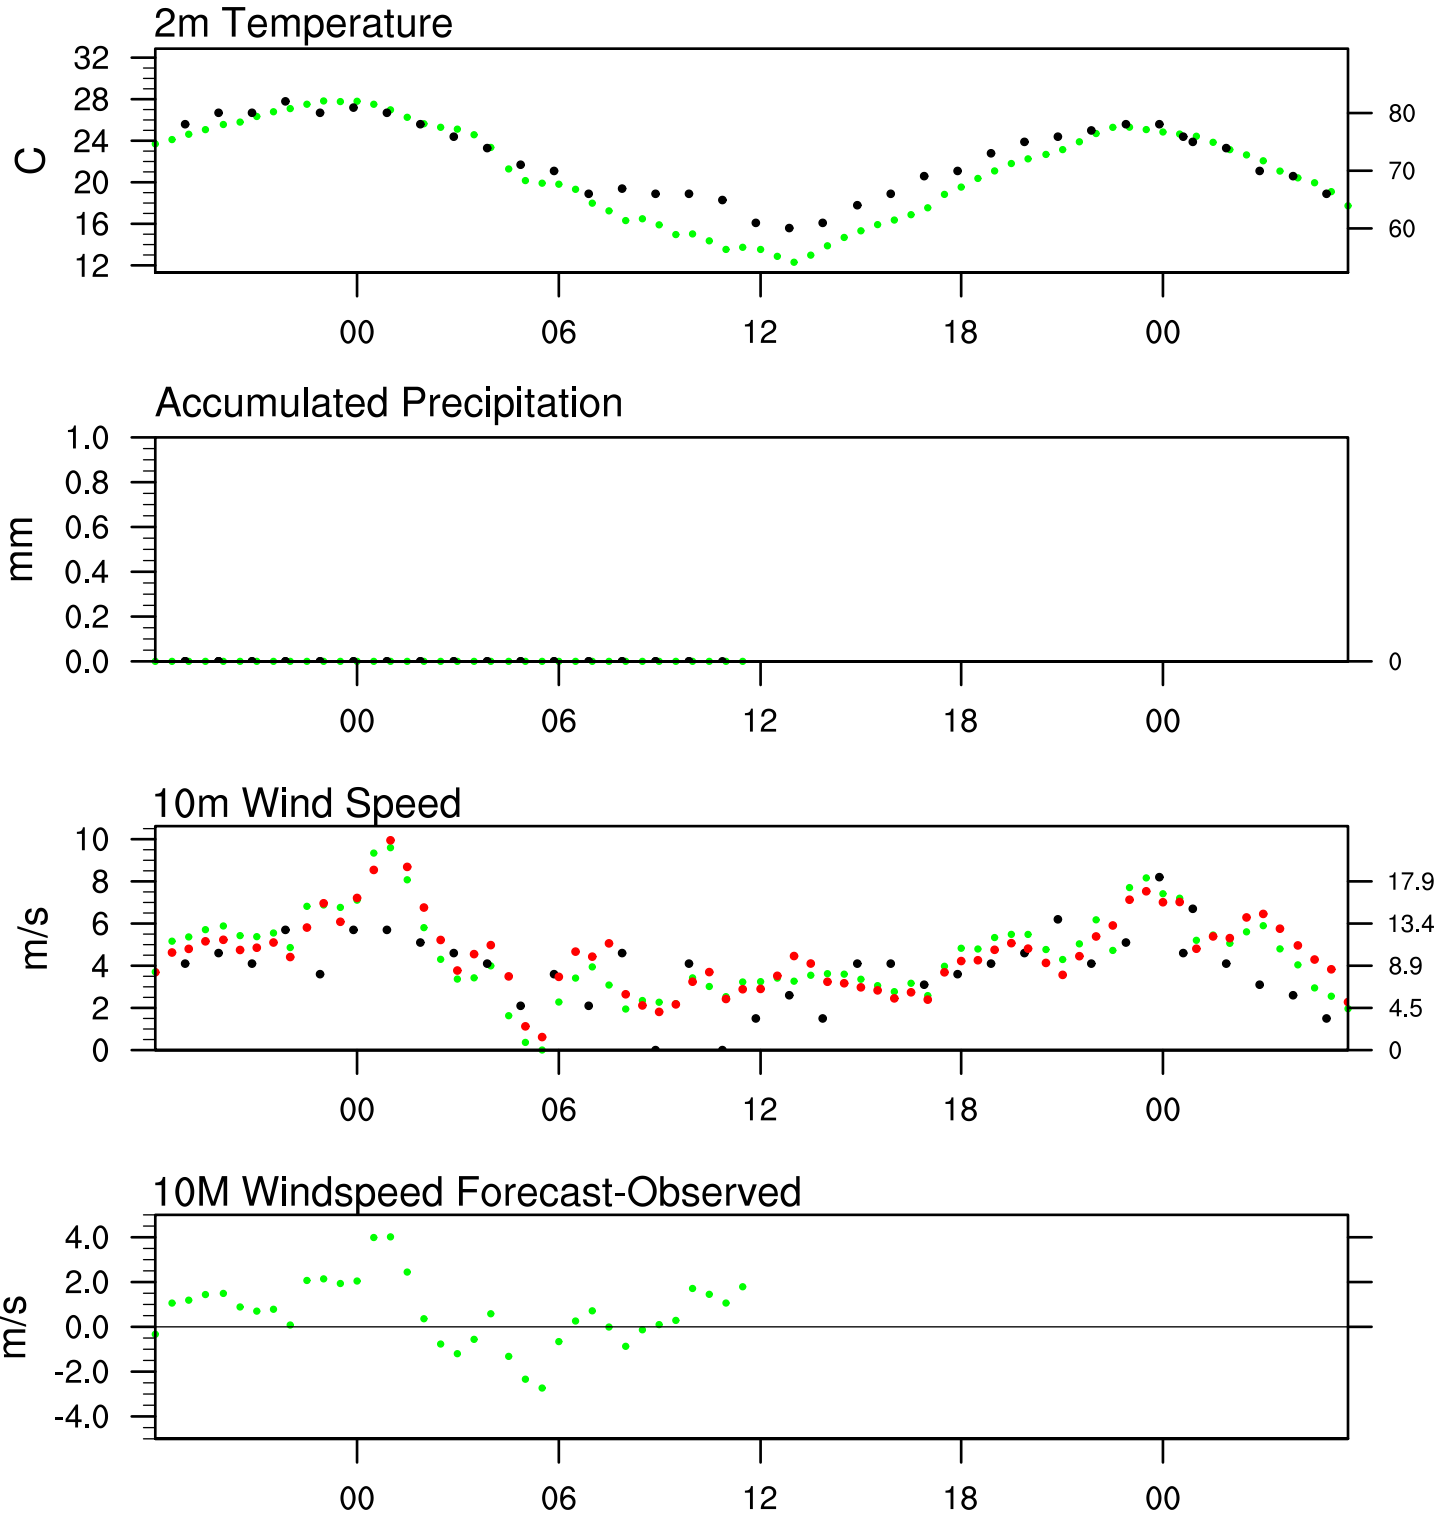 2m Temperature
32
28
24
20
16
12
C
80
70
60
00 06 12 18 00
Accumulated Precipitation
1.0
0.8
0.6
0.4
0.2
0.0
mm
0
00 06 12 18 00
10m Wind Speed
10
8
6
4
2
0
m/s
17.9
13.4
8.9
4.5
0
00 06 12 18 00
10M Windspeed Forecast-Observed
4.0
2.0
0.0
-2.0
-4.0
m/s
00 06 12 18 00